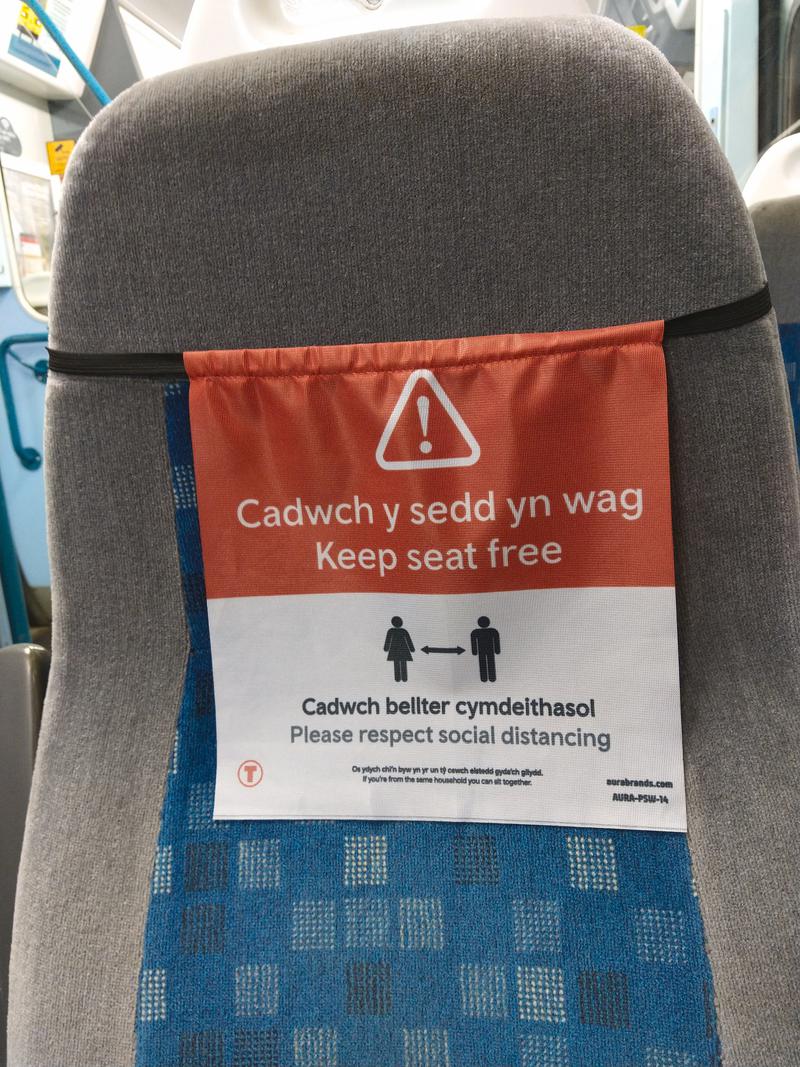 Cadwch y sedd yn wag
Keep seat free
Cadwch bellter cymdeithasol
Please respect social distancing
Os ydych chi'n byw yn yr un tŷ cewch eistedd gyda'ch gilydd.
If you're from the same household you can sit together.
T
aurabrands.com
AURA-PSW-14